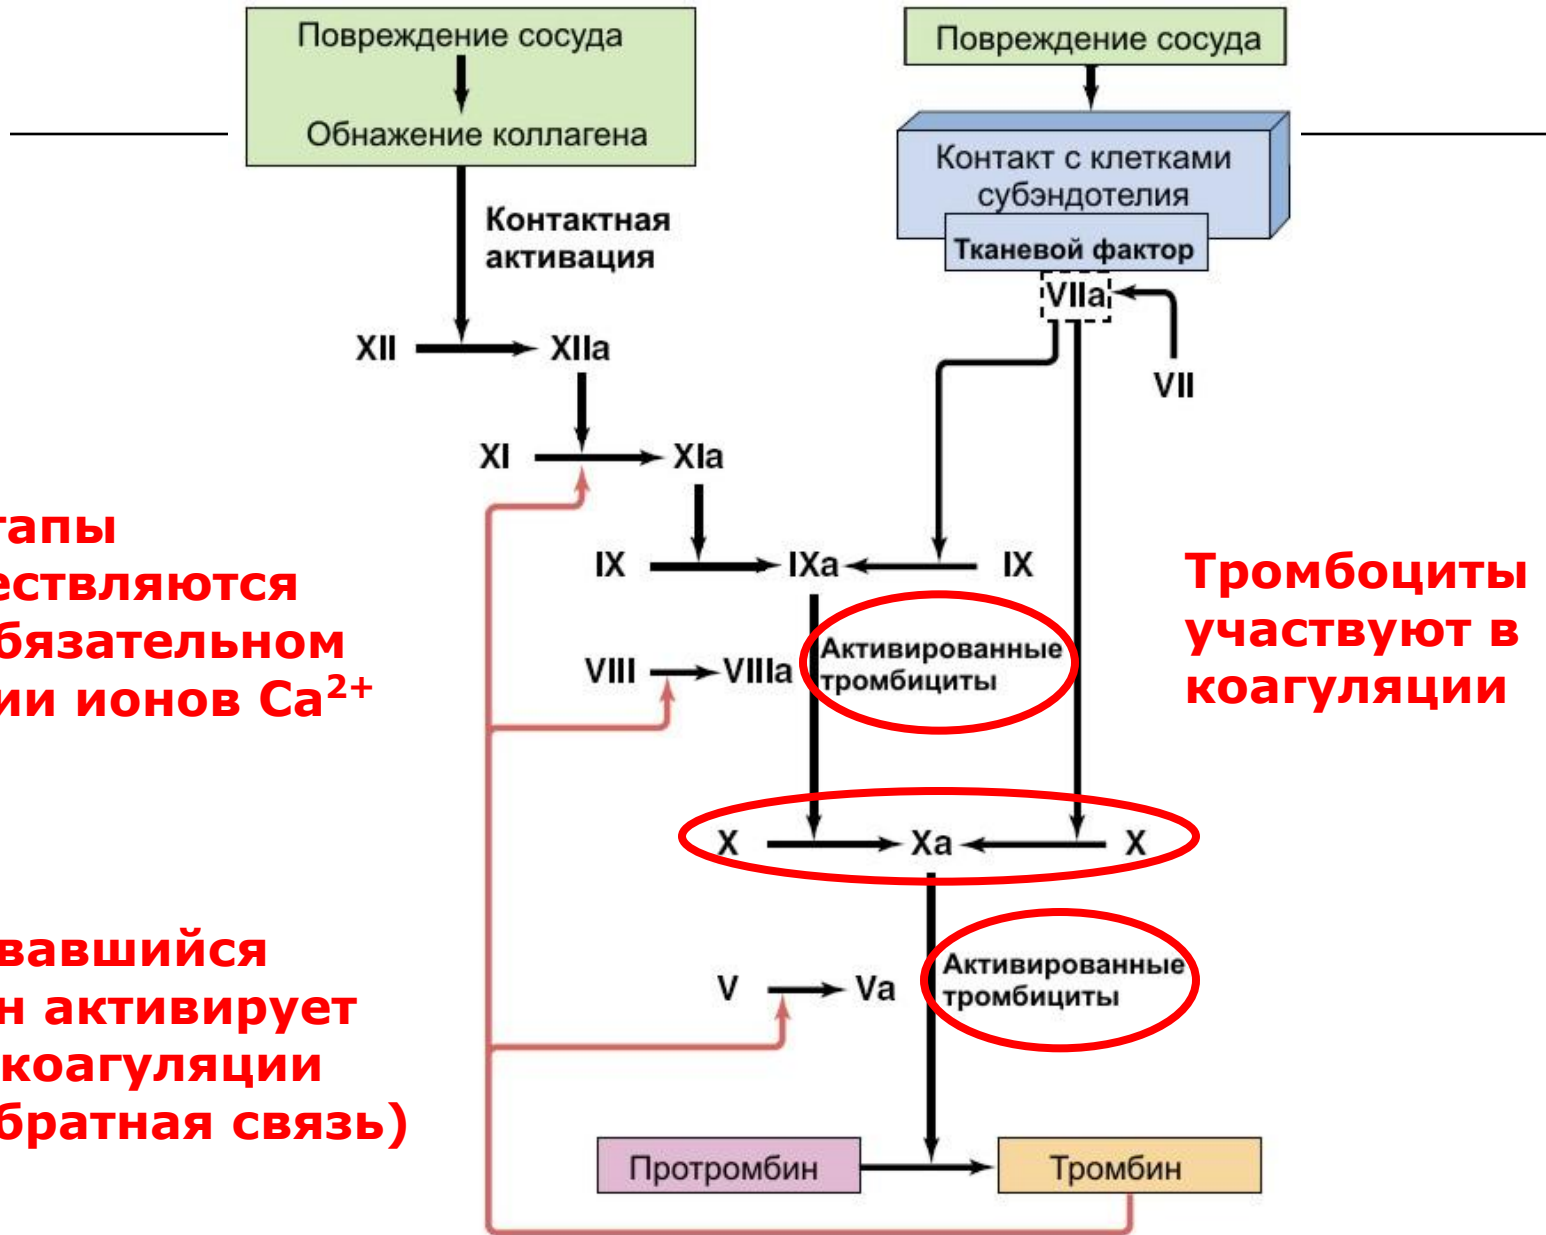 Повреждение сосуда
Обнажение коллагена
Контактная
активация
XII
XIIa
XI
XIa
IX
IXa
IX
VIII
VIIIa
Активированные
тромбициты
X
Xa
X
V
Va
Активированные
тромбициты
Протромбин
Тромбин
Повреждение сосуда
Контакт с клетками
субэндотелия
Тканевой фактор
VIIa
VII
тапы
ествляются
бязательном
ии ионов Ca²⁺
вавшийся
н активирует
коагуляции
братная связь)
Тромбоциты
участвуют в
коагуляции